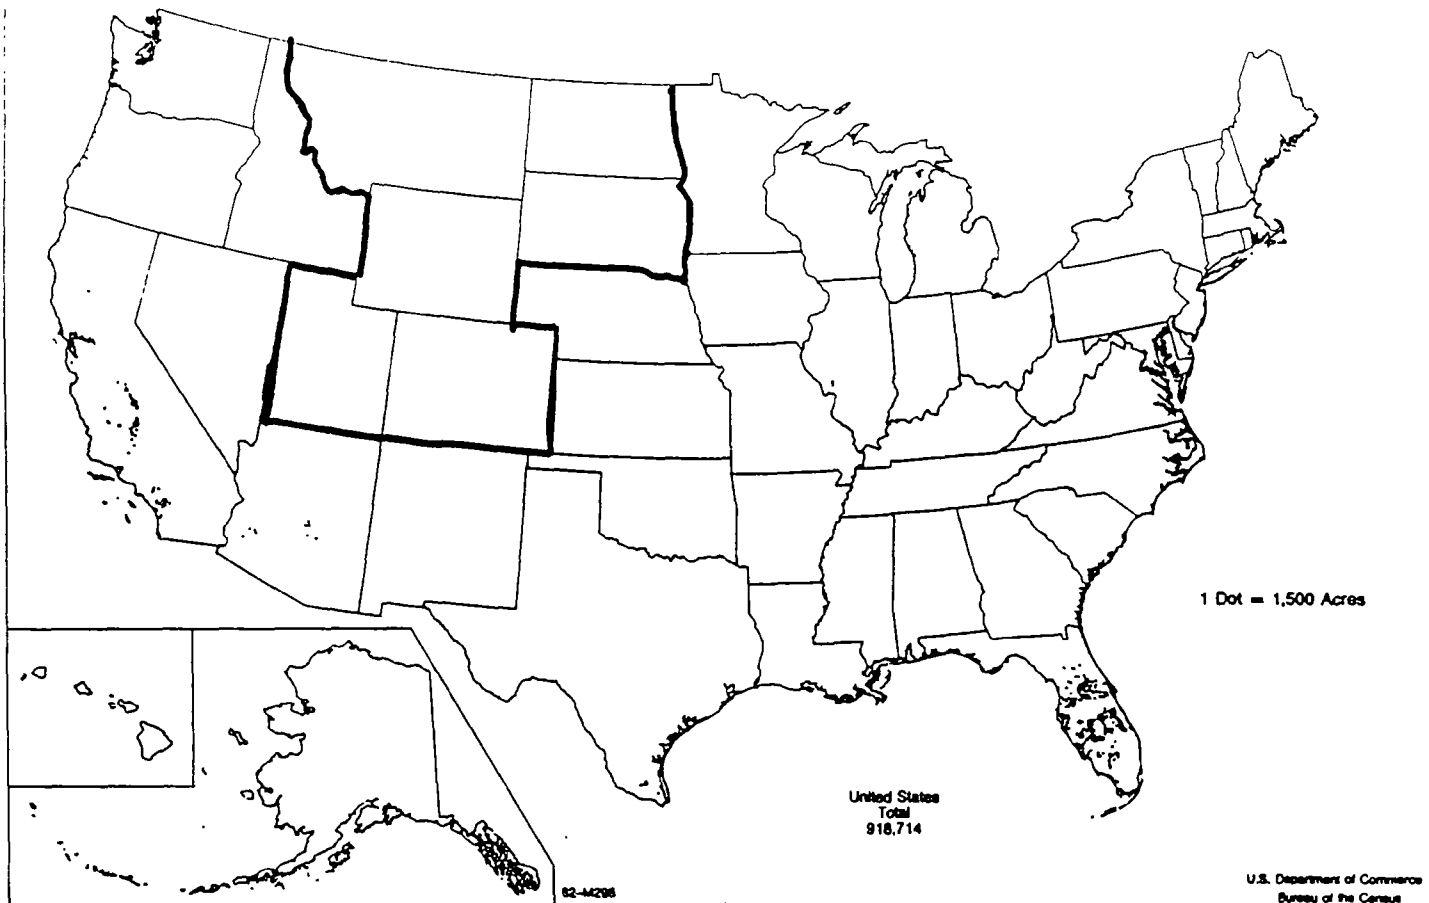 1 Dot = 1,500 Acres
United States
Total
918,714
82-M298
U.S. Department of Commerce
Bureau of the Census